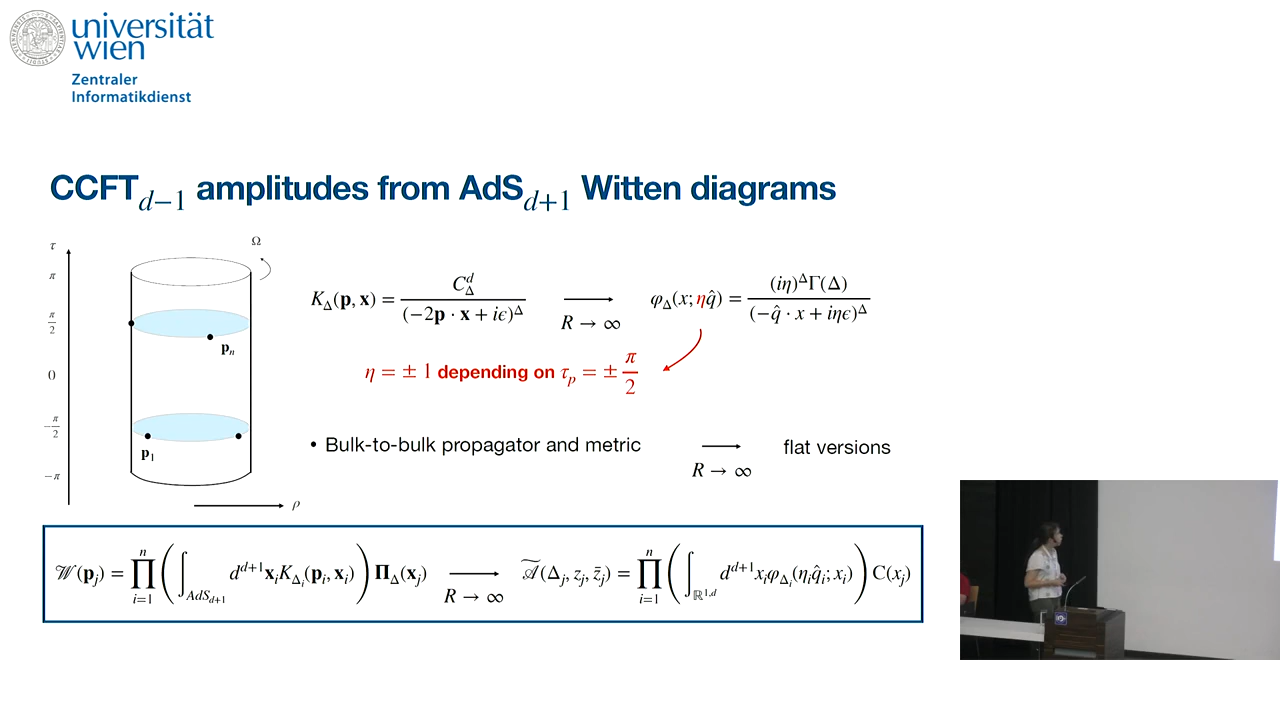 universität
wien
Zentraler
Informatikdienst
CCFT_{d−1} amplitudes from AdS_{d+1} Witten diagrams
τ
π
π/2
0
−π/2
−π
Ω
p_n
p_1
ρ
K_Δ(p, x) = C^d_Δ / (−2p · x + iϵ)^Δ ⟶ R → ∞ φ_Δ(x; ηq̂) = (iη)^Δ Γ(Δ) / (−q̂ · x + iηϵ)^Δ
η = ± 1 depending on τ_p = ± π/2
• Bulk-to-bulk propagator and metric ⟶ R → ∞ flat versions
𝒲(p_j) = ∏_{i=1}^{n} ( ∫_{AdS_{d+1}} d^{d+1}x_i K_{Δ_i}(p_i, x_i) ) Π_Δ(x_j) ⟶ R → ∞ 𝒜̃(Δ_j, z_j, z̄_j) = ∏_{i=1}^{n} ( ∫_{ℝ^{1,d}} d^{d+1}x_i φ_{Δ_i}(η_i q̂_i; x_i) ) C(x_j)